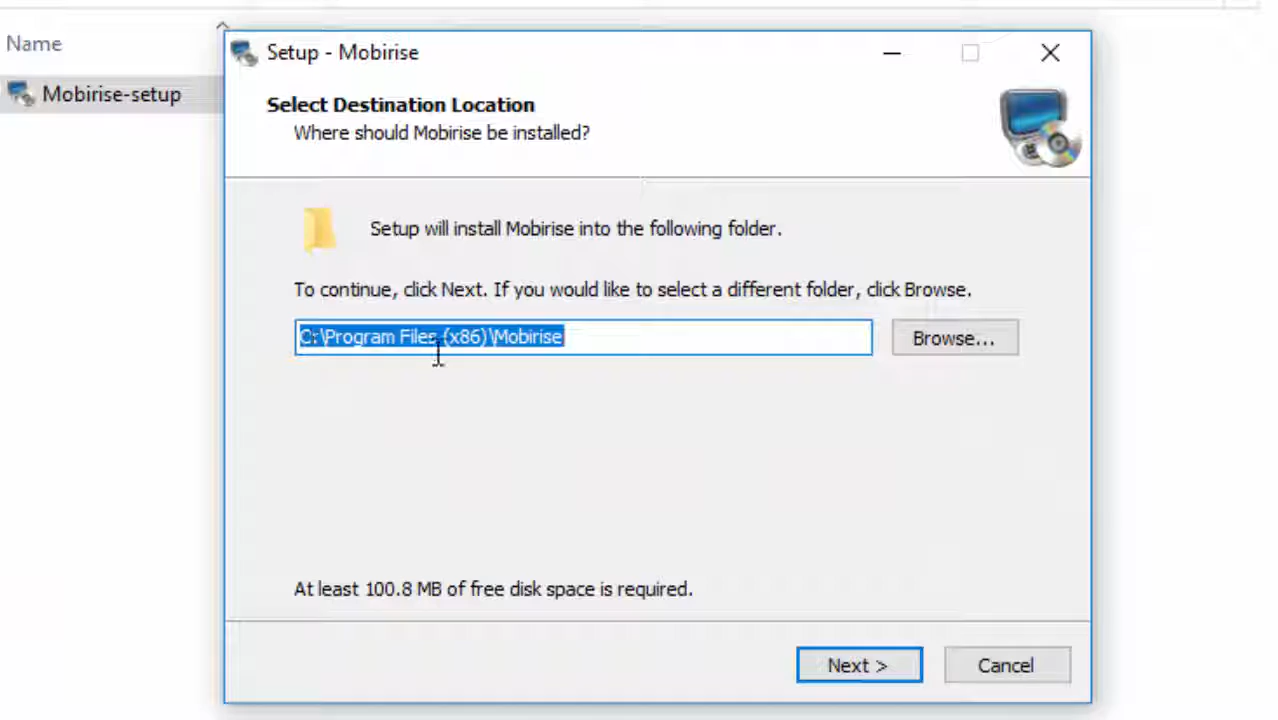 Name
Mobirise-setup
Setup - Mobirise
Select Destination Location
Where should Mobirise be installed?
Setup will install Mobirise into the following folder.
To continue, click Next. If you would like to select a different folder, click Browse.
C:\Program Files (x86)\Mobirise
Browse...
At least 100.8 MB of free disk space is required.
Next >
Cancel